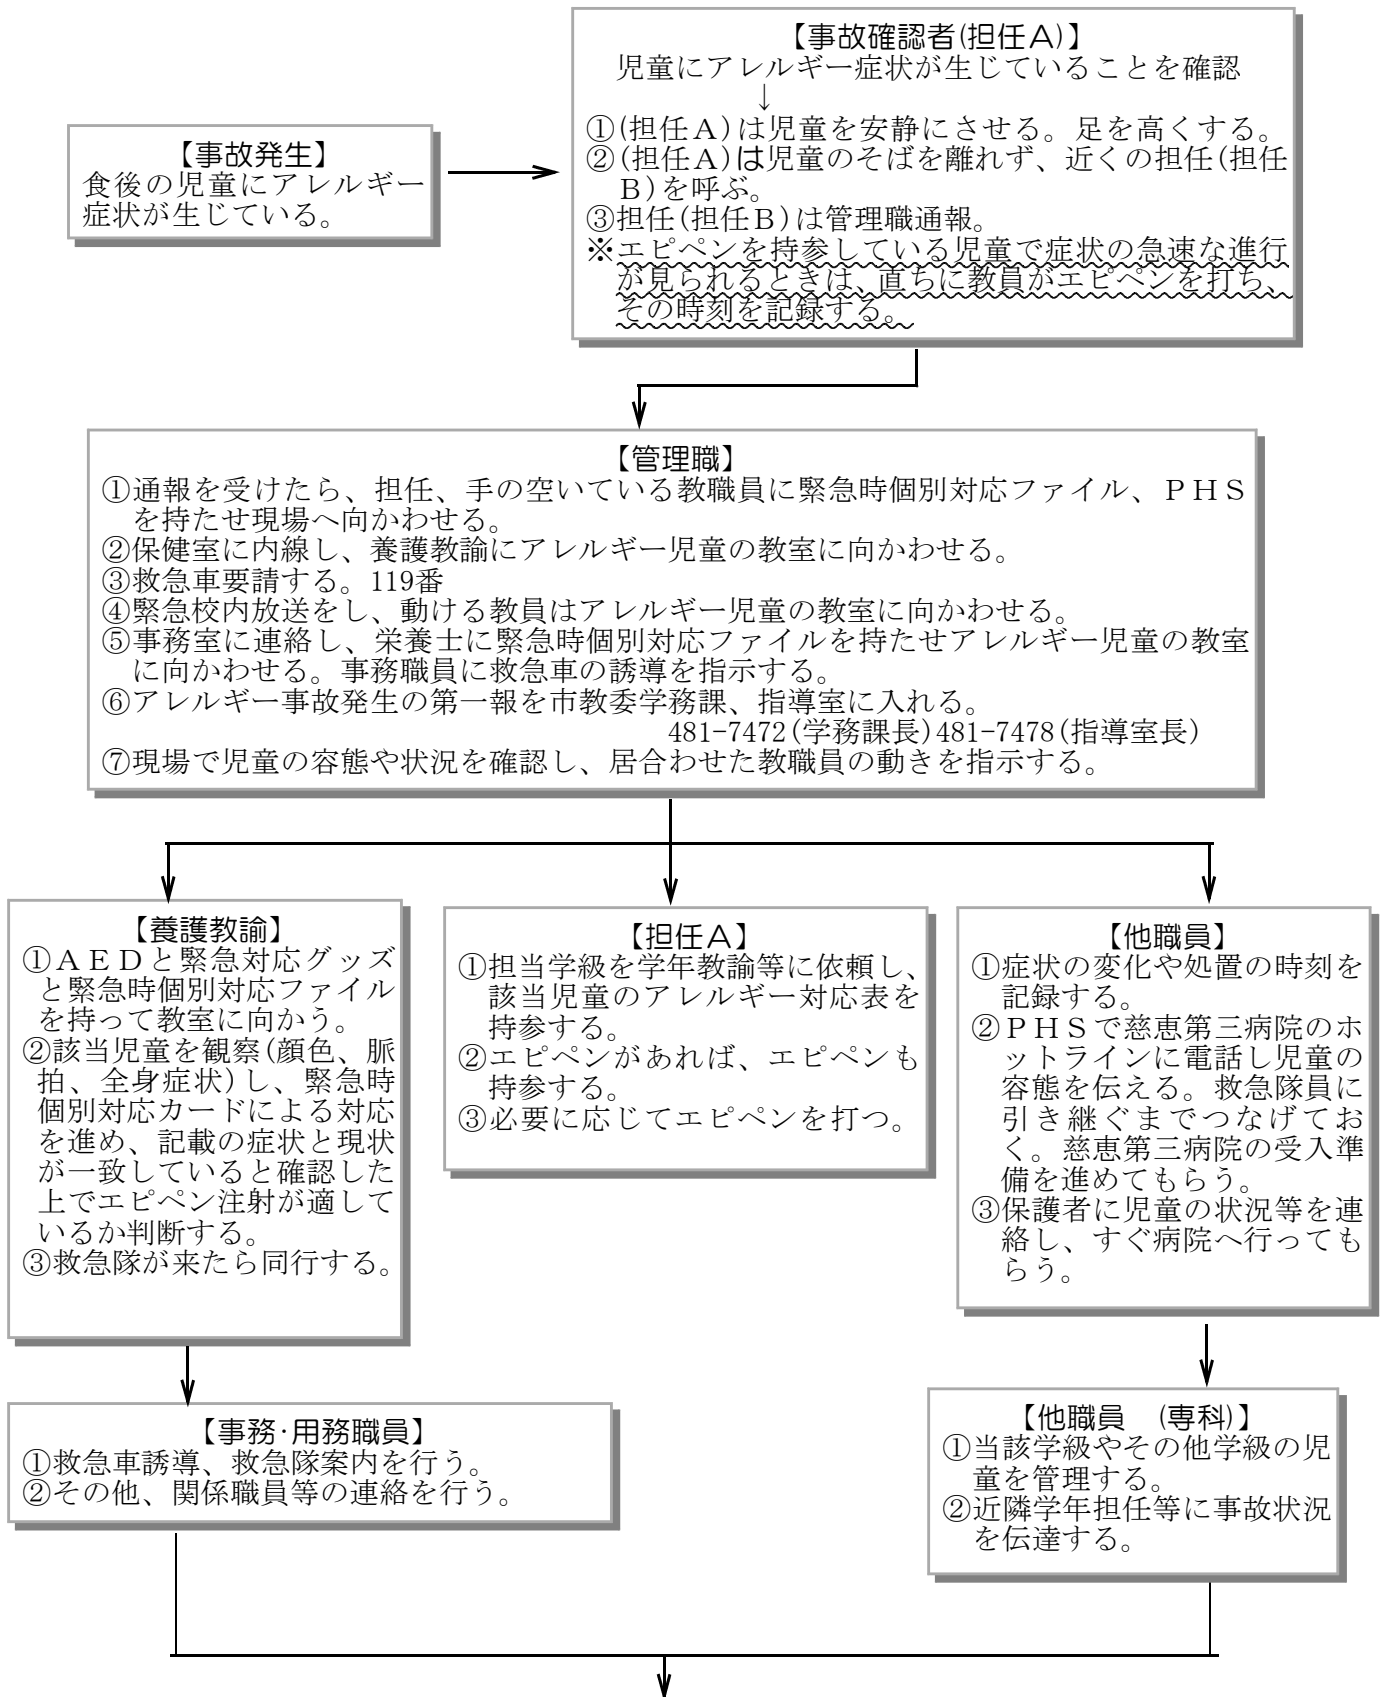 【事故発生】
食後の児童にアレルギー
症状が生じている。
【事故確認者(担任Ａ)】
児童にアレルギー症状が生じていることを確認
↓
①(担任Ａ)は児童を安静にさせる。足を高くする。
②(担任Ａ)は児童のそばを離れず、近くの担任(担任
Ｂ)を呼ぶ。
③担任(担任Ｂ)は管理職通報。
※エピペンを持参している児童で症状の急速な進行
が見られるときは、直ちに教員がエピペンを打ち、
その時刻を記録する。
【管理職】
①通報を受けたら、担任、手の空いている教職員に緊急時個別対応ファイル、ＰＨＳ
を持たせ現場へ向かわせる。
②保健室に内線し、養護教諭にアレルギー児童の教室に向かわせる。
③救急車要請する。119番
④緊急校内放送をし、動ける教員はアレルギー児童の教室に向かわせる。
⑤事務室に連絡し、栄養士に緊急時個別対応ファイルを持たせアレルギー児童の教室
に向かわせる。事務職員に救急車の誘導を指示する。
⑥アレルギー事故発生の第一報を市教委学務課、指導室に入れる。
481-7472(学務課長)481-7478(指導室長)
⑦現場で児童の容態や状況を確認し、居合わせた教職員の動きを指示する。
【養護教諭】
①ＡＥＤと緊急対応グッズ
と緊急時個別対応ファイル
を持って教室に向かう。
②該当児童を観察(顔色、脈
拍、全身症状)し、緊急時
個別対応カードによる対応
を進め、記載の症状と現状
が一致していると確認した
上でエピペン注射が適して
いるか判断する。
③救急隊が来たら同行する。
【担任Ａ】
①担当学級を学年教諭等に依頼し、
該当児童のアレルギー対応表を
持参する。
②エピペンがあれば、エピペンも
持参する。
③必要に応じてエピペンを打つ。
【他職員】
①症状の変化や処置の時刻を
記録する。
②ＰＨＳで慈恵第三病院のホ
ットラインに電話し児童の
容態を伝える。救急隊員に
引き継ぐまでつなげてお
く。慈恵第三病院の受入準
備を進めてもらう。
③保護者に児童の状況等を連
絡し、すぐ病院へ行っても
らう。
【事務・用務職員】
①救急車誘導、救急隊案内を行う。
②その他、関係職員等の連絡を行う。
【他職員　(専科)】
①当該学級やその他学級の児
童を管理する。
②近隣学年担任等に事故状況
を伝達する。